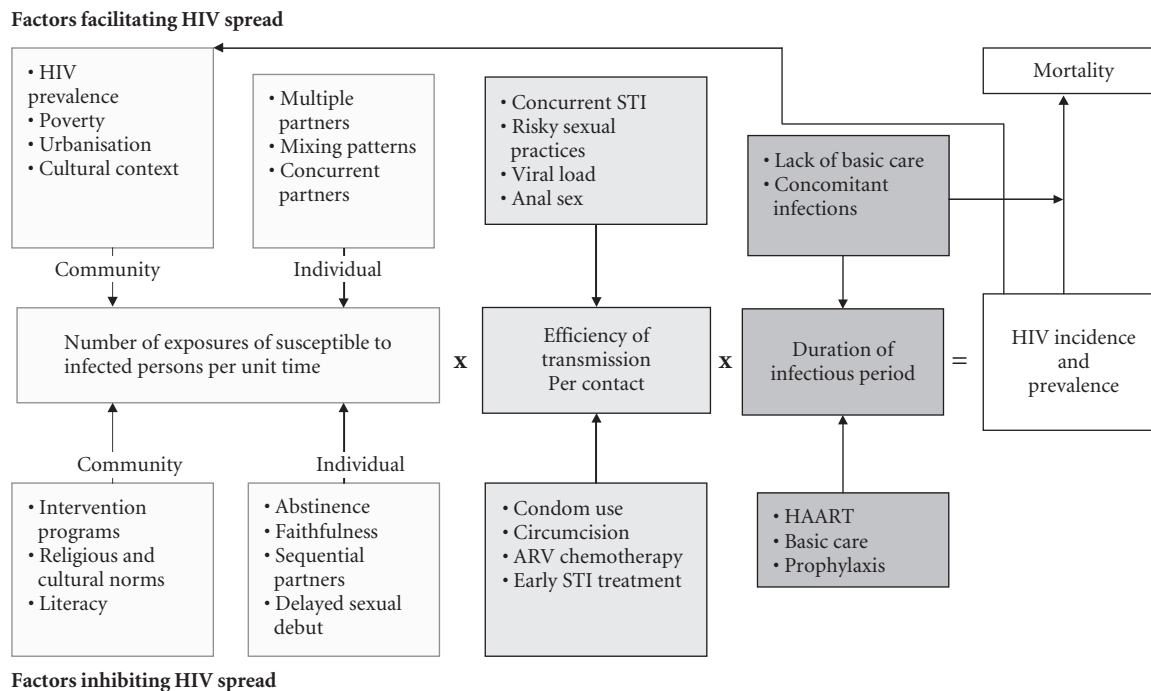 Factors facilitating HIV spread
• HIV
prevalence
• Poverty
• Urbanisation
• Cultural context
• Multiple
partners
• Mixing patterns
• Concurrent
partners
• Concurrent STI
• Risky sexual
practices
• Viral load
• Anal sex
• Lack of basic care
• Concomitant
infections
Mortality
Community
Individual
Number of exposures of susceptible to
infected persons per unit time
x
Efficiency of
transmission
Per contact
x
Duration of
infectious period
=
HIV incidence
and
prevalence
Community
Individual
• Intervention
programs
• Religious and
cultural norms
• Literacy
• Abstinence
• Faithfulness
• Sequential
partners
• Delayed sexual
debut
• Condom use
• Circumcision
• ARV chemotherapy
• Early STI treatment
• HAART
• Basic care
• Prophylaxis
Factors inhibiting HIV spread